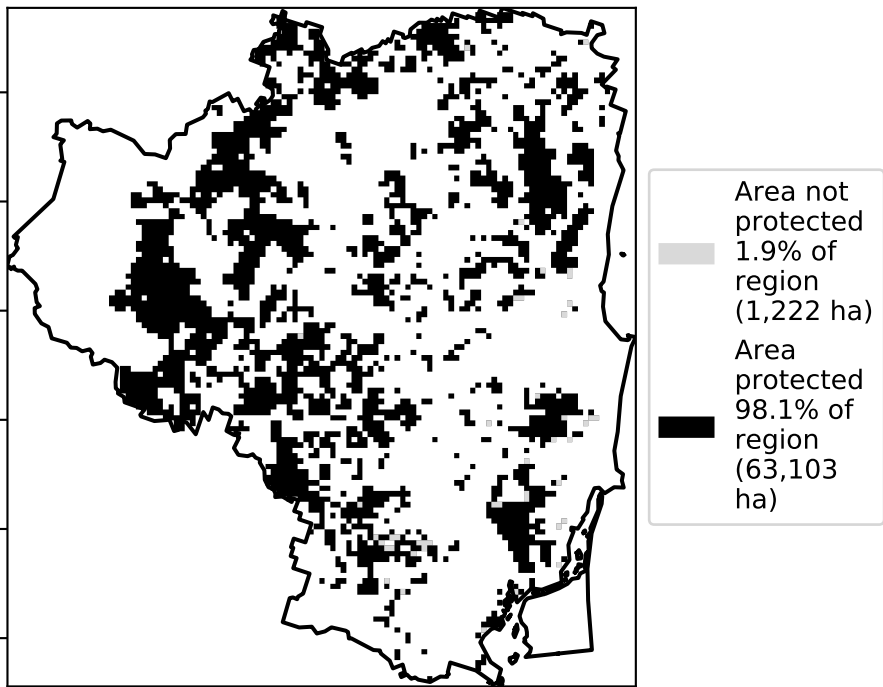 Area not
protected
1.9% of
region
(1,222 ha)
Area
protected
98.1% of
region
(63,103
ha)